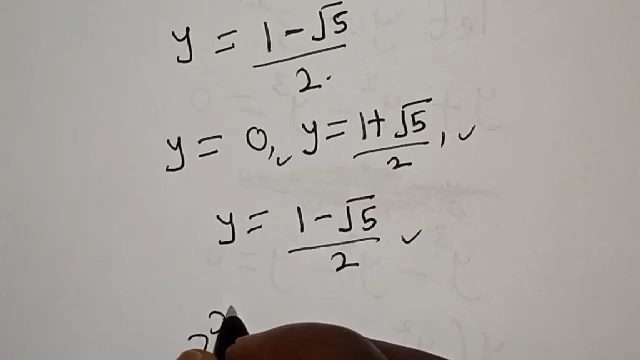 y = 1 - √5 / 2.
y = 0, ✓ y = 1 + √5 / 2, ✓
y = 1 - √5 / 2 ✓